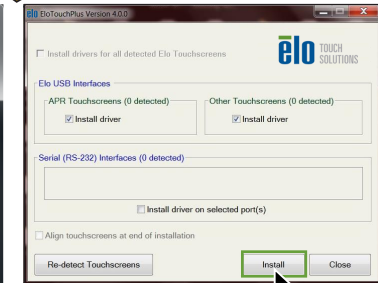 elo EloTouchPlus Version 4.0.0
Install drivers for all detected Elo Touchscreens
elo TOUCH
SOLUTIONS
Elo USB Interfaces
APR Touchscreens (0 detected)
Other Touchscreens (0 detected)
Install driver
Install driver
Serial (RS-232) Interfaces (0 detected)
Install driver on selected port(s)
Align touchscreens at end of installation
Re-detect Touchscreens
Install
Close